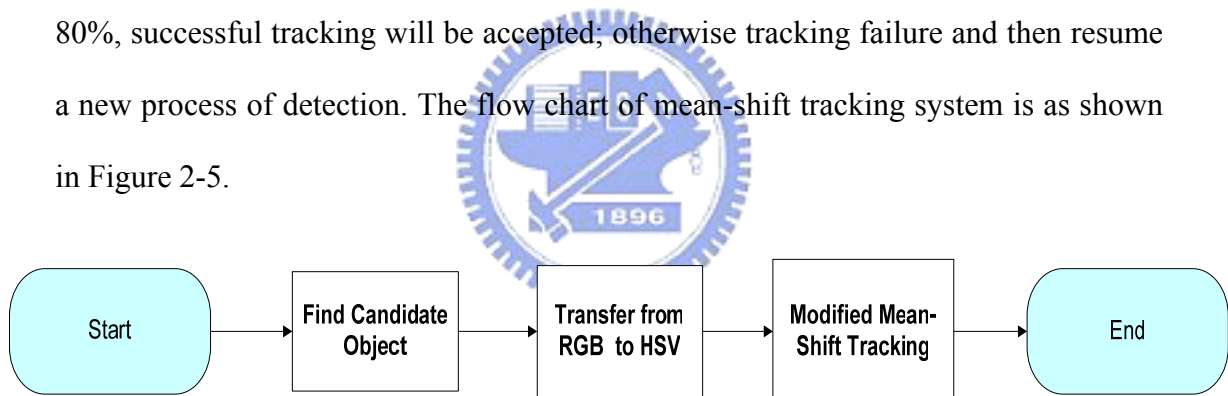 80%, successful tracking will be accepted; otherwise tracking failure and then resume
a new process of detection. The flow chart of mean-shift tracking system is as shown
in Figure 2-5.
1896
Start
Find Candidate
Object
Transfer from
RGB to HSV
Modified Mean-
Shift Tracking
End